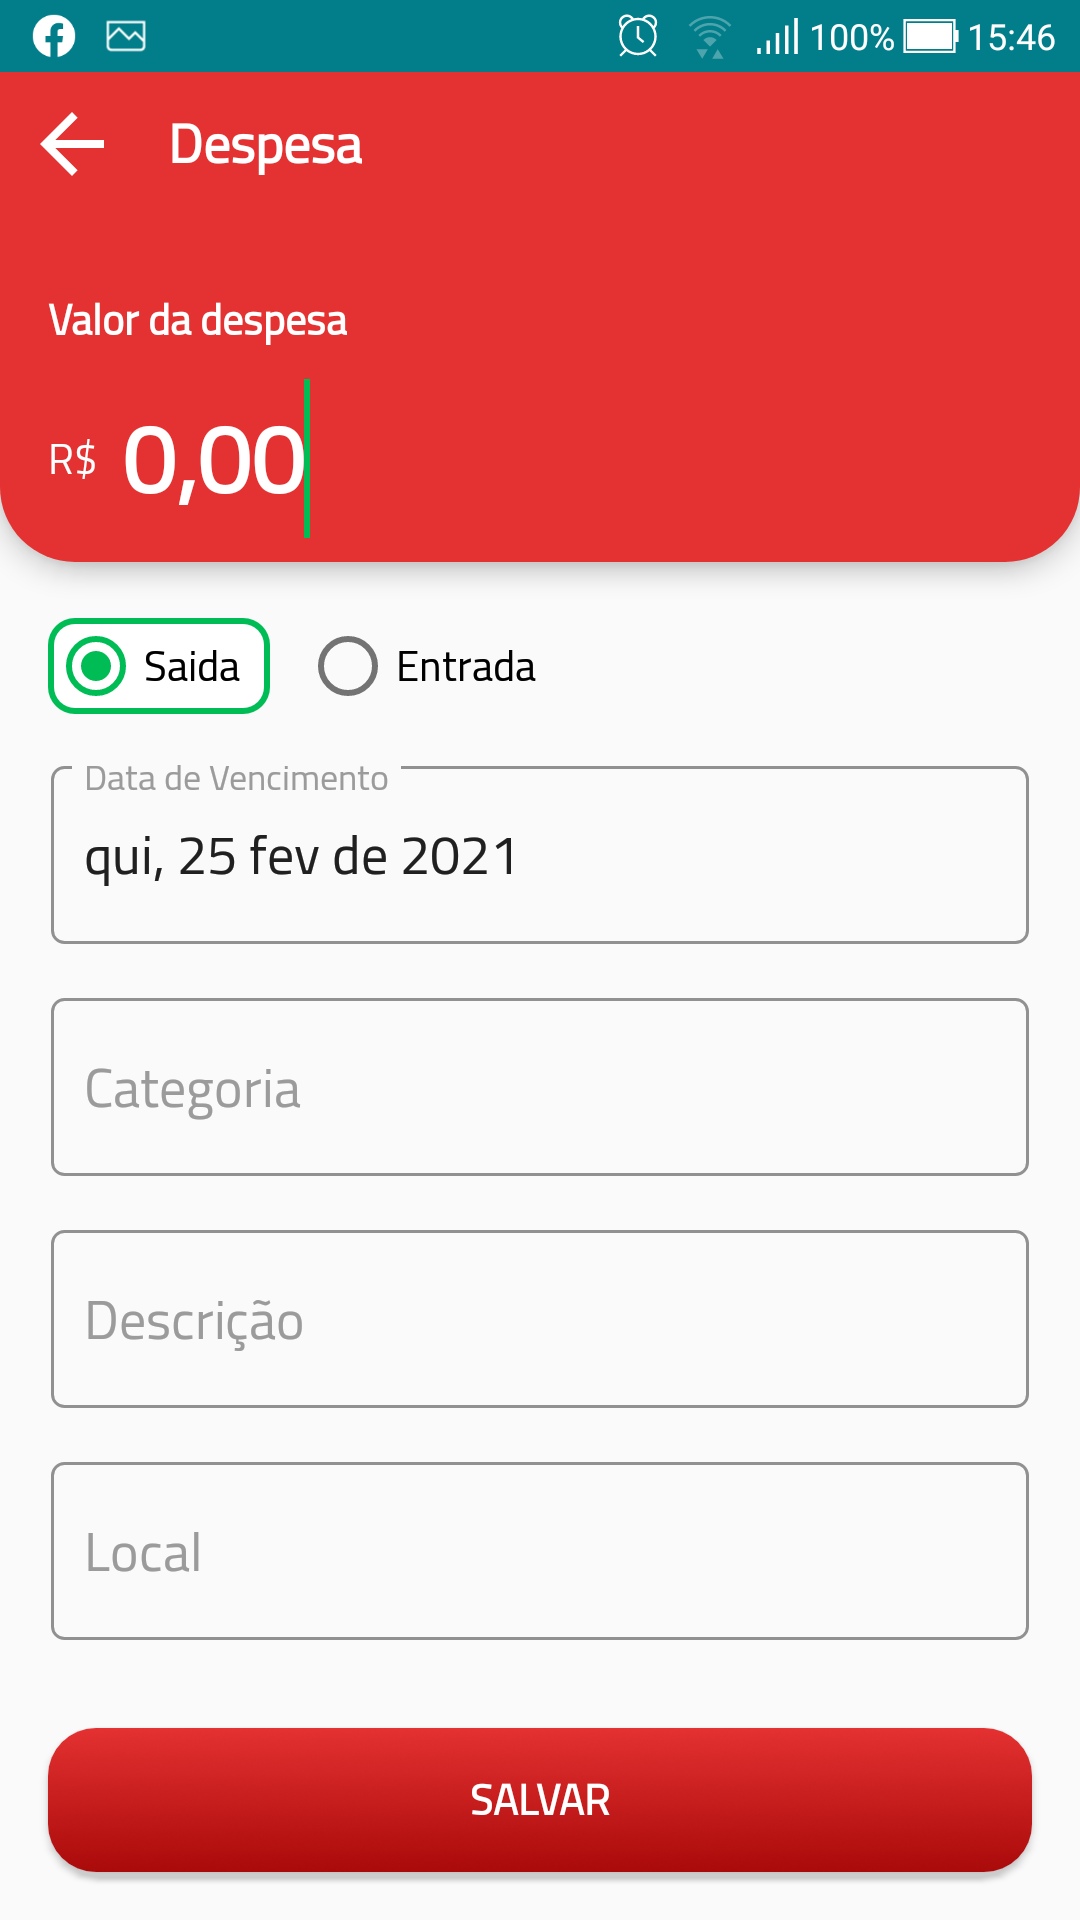 100% 15:46
Despesa
Valor da despesa
R$ 0,00
Saida Entrada
Data de Vencimento
qui, 25 fev de 2021
Categoria
Descrição
Local
SALVAR